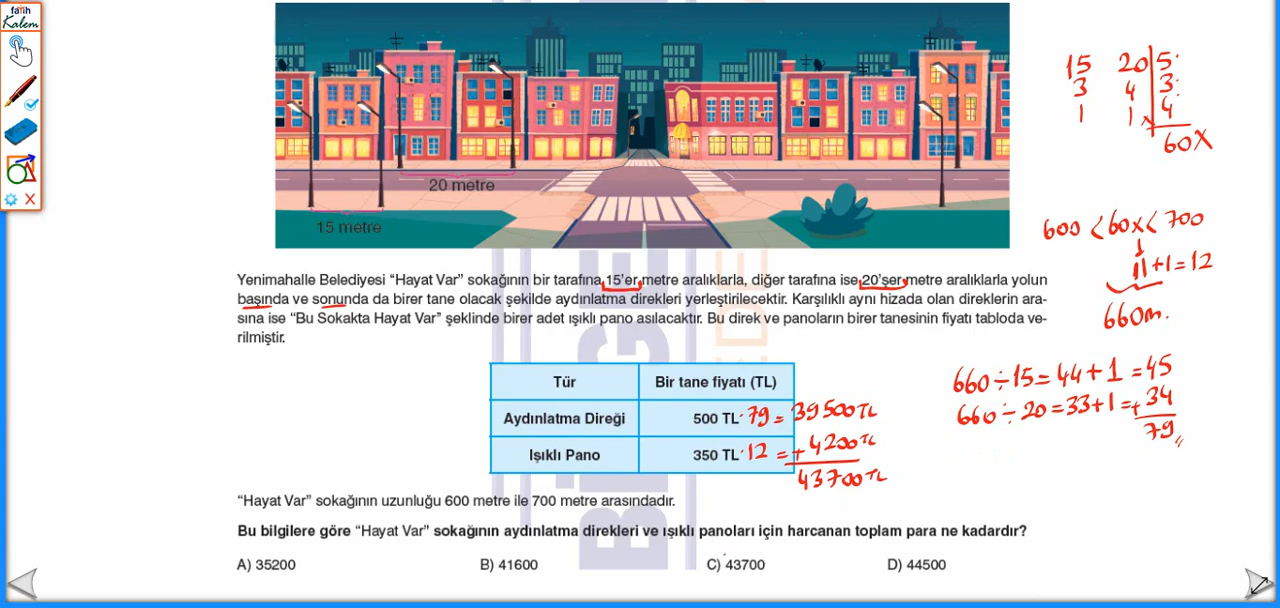 fatih
Kalem
20 metre
15 metre
15 20 5
3 4 3
1 1 4
60x
600 < 60x < 700
11+1=12
660m.
Yenimahalle Belediyesi “Hayat Var” sokağının bir tarafına 15'er metre aralıklarla, diğer tarafına ise 20'şer metre aralıklarla yolun
başında ve sonunda da birer tane olacak şekilde aydınlatma direkleri yerleştirilecektir. Karşılıklı aynı hizada olan direklerin ara-
sına ise “Bu Sokakta Hayat Var” şeklinde birer adet ışıklı pano asılacaktır. Bu direk ve panoların birer tanesinin fiyatı tabloda ve-
rilmiştir.
660÷15=44+1=45
660÷20=33+1=+34
79
Tür Bir tane fiyatı (TL)
Aydınlatma Direği 500 TL ·79=39500TL
Işıklı Pano 350 TL ·12=+4200TL
43700TL
“Hayat Var” sokağının uzunluğu 600 metre ile 700 metre arasındadır.
Bu bilgilere göre “Hayat Var” sokağının aydınlatma direkleri ve ışıklı panoları için harcanan toplam para ne kadardır?
A) 35200 B) 41600 C) 43700 D) 44500